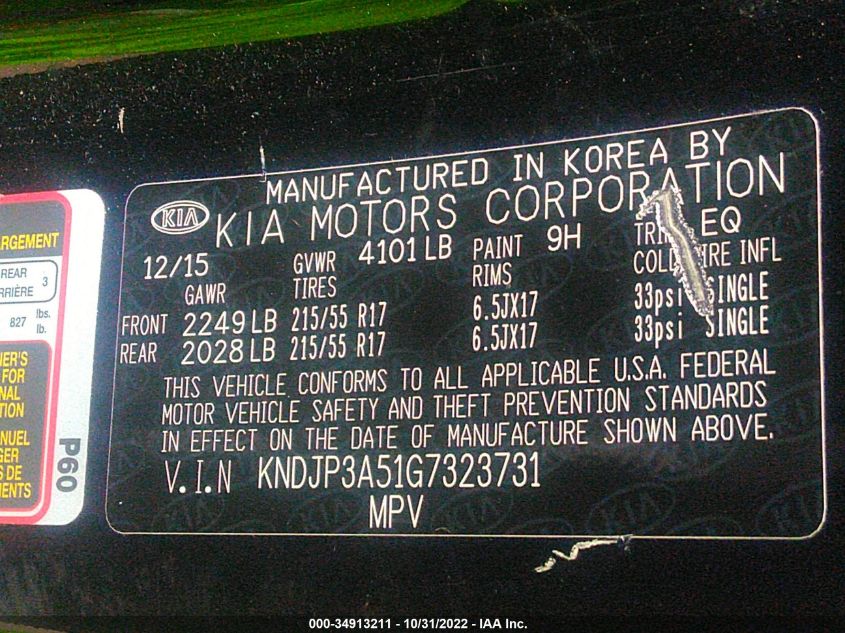 MANUFACTURED IN KOREA BY
KIA KIA MOTORS CORPORATION
12/15 GVWR 4101 LB PAINT 9H EQ
GAWR TIRES RIMS INFL
FRONT 2249 LB 215/55 R17 6.5JX17 33psi SINGLE
REAR 2028 LB 215/55 R17 6.5JX17 33psi SINGLE
THIS VEHICLE CONFORMS TO ALL APPLICABLE U.S.A. FEDERAL
MOTOR VEHICLE SAFETY AND THEFT PREVENTION STANDARDS
IN EFFECT ON THE DATE OF MANUFACTURE SHOWN ABOVE.
V.I.N KNDJP3A51G7323731
MPV
REAR
3
827 lbs.
lb.
FOR
P60
000-34913211 - 10/31/2022 - IAA Inc.